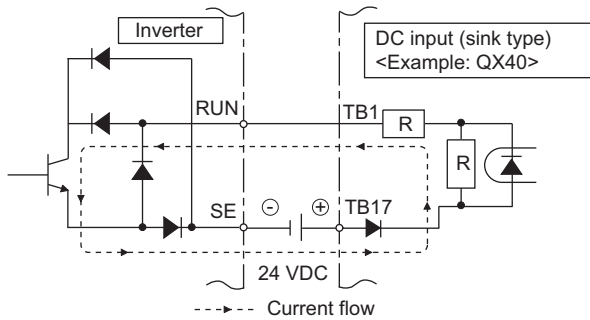 Inverter
DC input (sink type)
<Example: QX40>
RUN
TB1
R
R
SE
⊖
⊕
TB17
24 VDC
Current flow